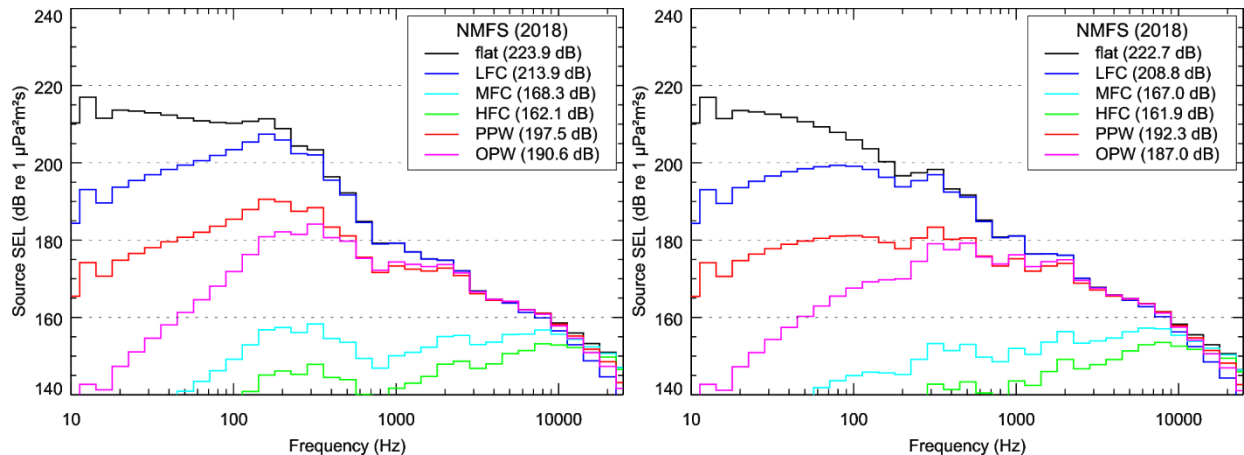 240
220
200
180
160
140
Source SEL (dB re 1 µPa²m²s)
10
100
1000
10000
Frequency (Hz)
NMFS (2018)
flat (223.9 dB)
LFC (213.9 dB)
MFC (168.3 dB)
HFC (162.1 dB)
PPW (197.5 dB)
OPW (190.6 dB)
240
220
200
180
160
140
Source SEL (dB re 1 µPa²m²s)
10
100
1000
10000
Frequency (Hz)
NMFS (2018)
flat (222.7 dB)
LFC (208.8 dB)
MFC (167.0 dB)
HFC (161.9 dB)
PPW (192.3 dB)
OPW (187.0 dB)